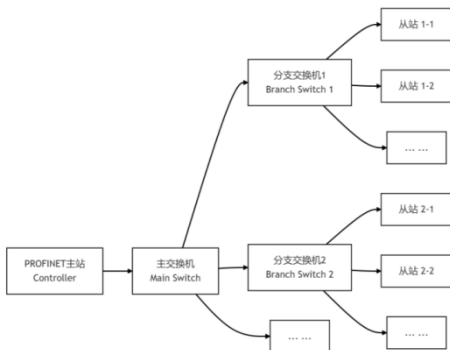 从站 1-1
分支交换机1
Branch Switch 1
从站 1-2
... ...
从站 2-1
PROFINET主站
Controller
主交换机
Main Switch
分支交换机2
Branch Switch 2
从站 2-2
... ...
... ...